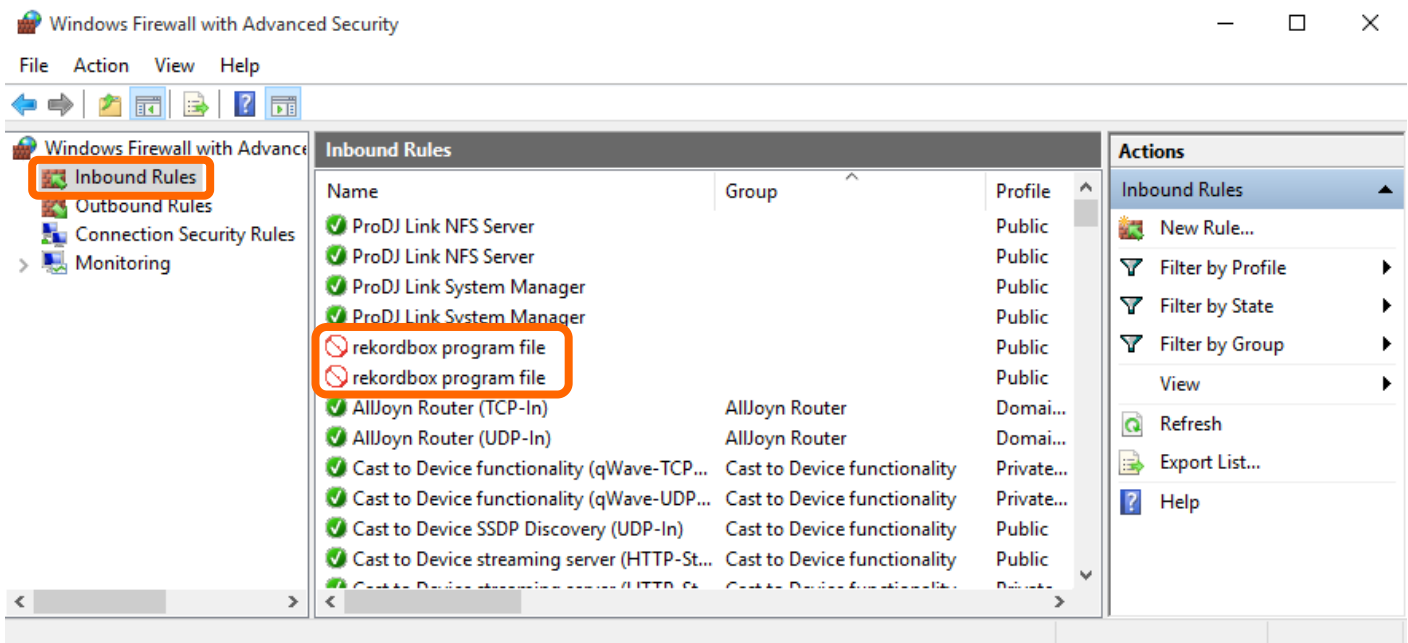 Windows Firewall with Advanced Security
File Action View Help
Windows Firewall with Advance
Inbound Rules
Outbound Rules
Connection Security Rules
Monitoring
Inbound Rules
Name Group Profile
ProDJ Link NFS Server Public
ProDJ Link NFS Server Public
ProDJ Link System Manager Public
ProDJ Link System Manager Public
rekordbox program file Public
rekordbox program file Public
AllJoyn Router (TCP-In) AllJoyn Router Domai...
AllJoyn Router (UDP-In) AllJoyn Router Domai...
Cast to Device functionality (qWave-TCP... Cast to Device functionality Private...
Cast to Device functionality (qWave-UDP... Cast to Device functionality Private...
Cast to Device SSDP Discovery (UDP-In) Cast to Device functionality Public
Cast to Device streaming server (HTTP-St... Cast to Device functionality Public
Actions
Inbound Rules
New Rule...
Filter by Profile
Filter by State
Filter by Group
View
Refresh
Export List...
Help